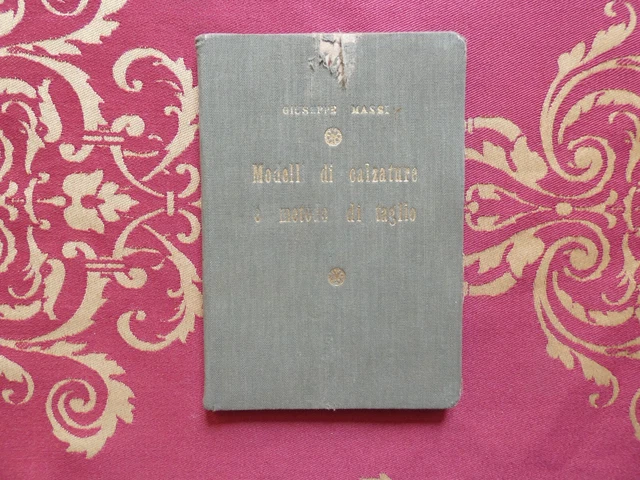 GIUSEPPE MANSI
Modelli di calzature
e metodo di taglio